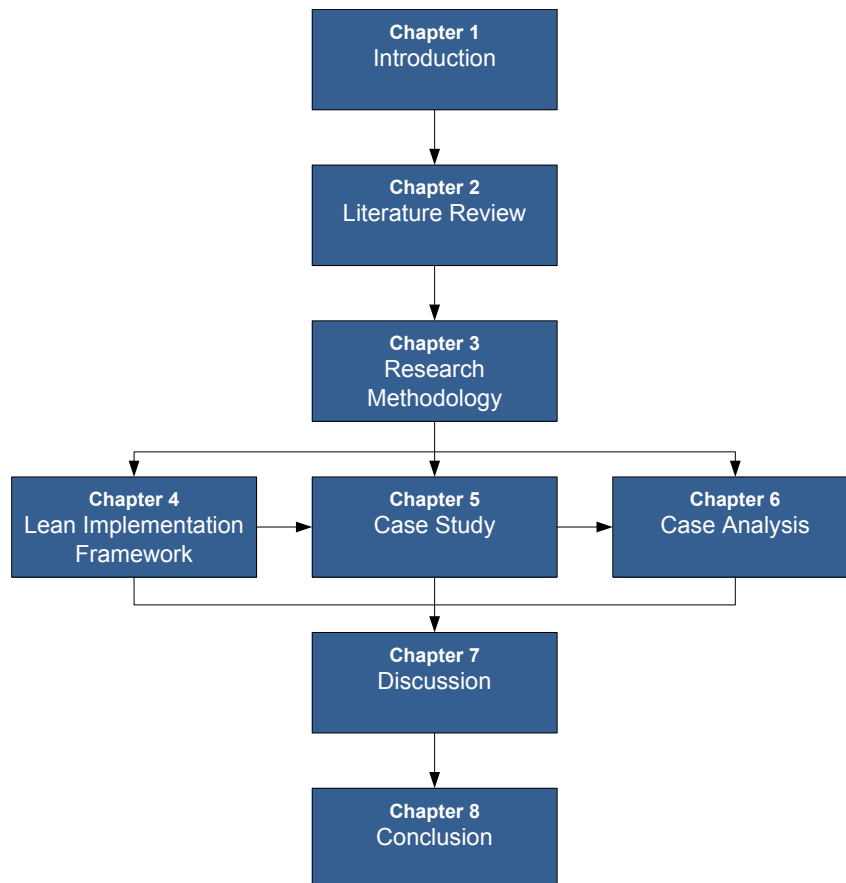 Chapter 1
Introduction
Chapter 2
Literature Review
Chapter 3
Research
Methodology
Chapter 4
Lean Implementation
Framework
Chapter 5
Case Study
Chapter 6
Case Analysis
Chapter 7
Discussion
Chapter 8
Conclusion